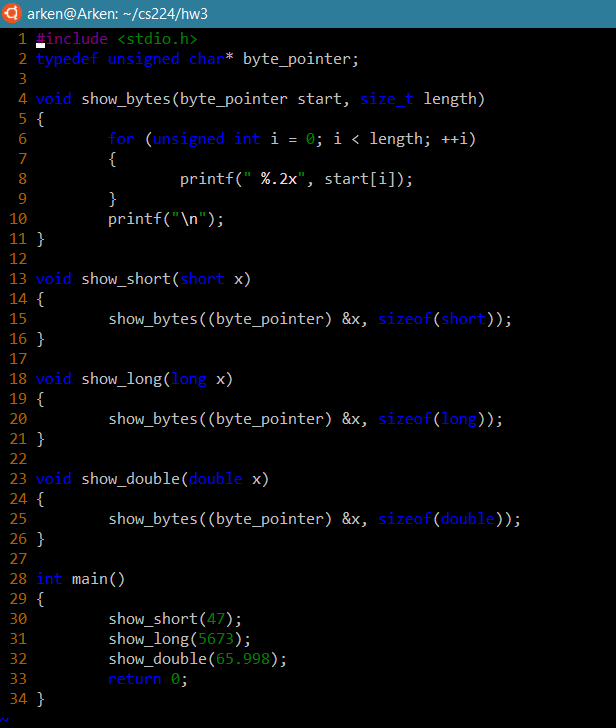 arken@Arken: ~/cs224/hw3
1 #include <stdio.h>
2 typedef unsigned char* byte_pointer;
3
4 void show_bytes(byte_pointer start, size_t length)
5 {
6         for (unsigned int i = 0; i < length; ++i)
7         {
8                 printf(" %.2x", start[i]);
9         }
10         printf("\n");
11 }
12
13 void show_short(short x)
14 {
15         show_bytes((byte_pointer) &x, sizeof(short));
16 }
17
18 void show_long(long x)
19 {
20         show_bytes((byte_pointer) &x, sizeof(long));
21 }
22
23 void show_double(double x)
24 {
25         show_bytes((byte_pointer) &x, sizeof(double));
26 }
27
28 int main()
29 {
30         show_short(47);
31         show_long(5673);
32         show_double(65.998);
33         return 0;
34 }
~